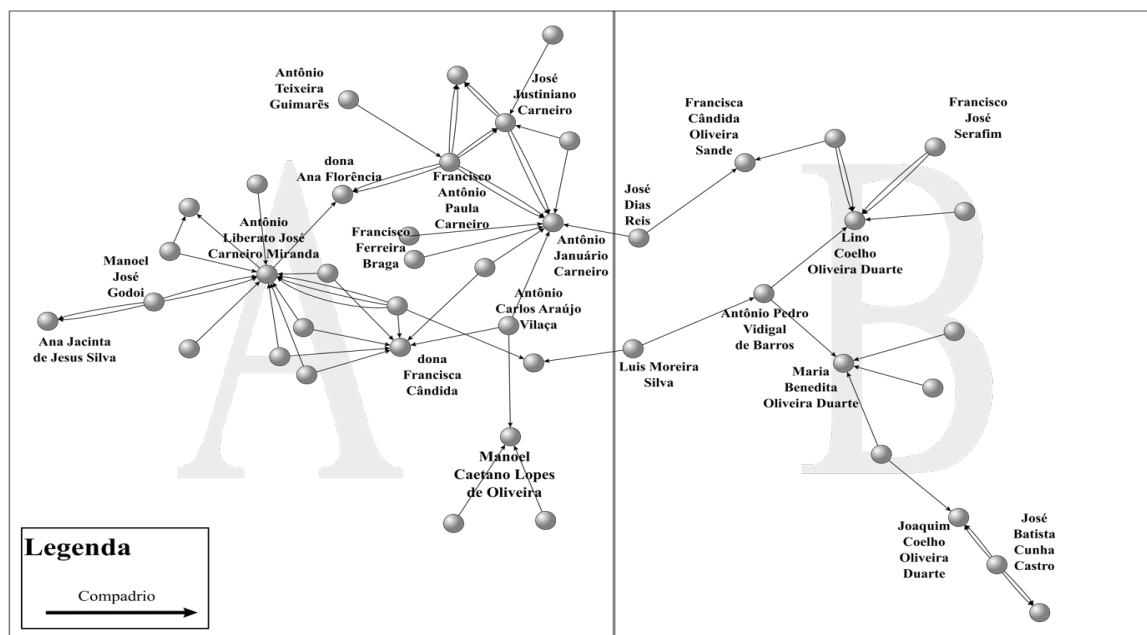 Antônio
Teixeira
Guimarẽs
José
Justiniano
Carneiro
dona
Ana Florência
Francisco
Antônio
Paula
Carneiro
Antônio
Liberato José
Carneiro Miranda
Francisco
Ferreira
Braga
Antônio
Januário
Carneiro
Manoel
José
Godoi
Ana Jacinta
de Jesus Silva
Antônio
Carlos Araújo
Vilaça
dona
Francisca
Cândida
Manoel
Caetano Lopes
de Oliveira
A
José
Dias
Reis
Francisca
Cândida
Oliveira
Sande
Francisco
José
Serafim
Lino
Coelho
Oliveira Duarte
Antônio Pedro
Vidigal
de Barros
Luis Moreira
Silva
Maria
Benedita
Oliveira Duarte
B
Joaquim
Coelho
Oliveira
Duarte
José
Batista
Cunha
Castro
Legenda
Compadrio